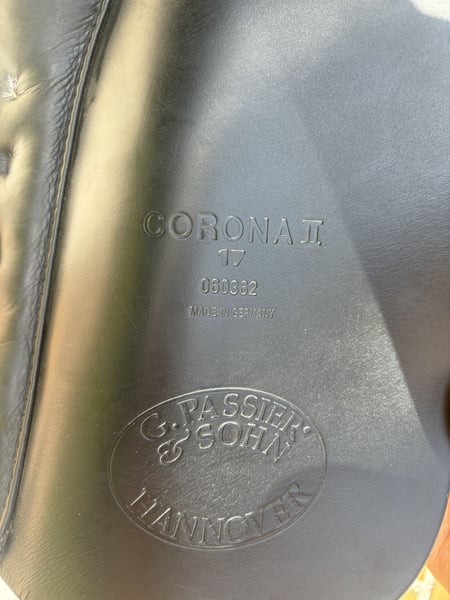 CORONA II
17
060362
MADE IN GERMANY
G. PASSIER
& SOHN
HANNOVER